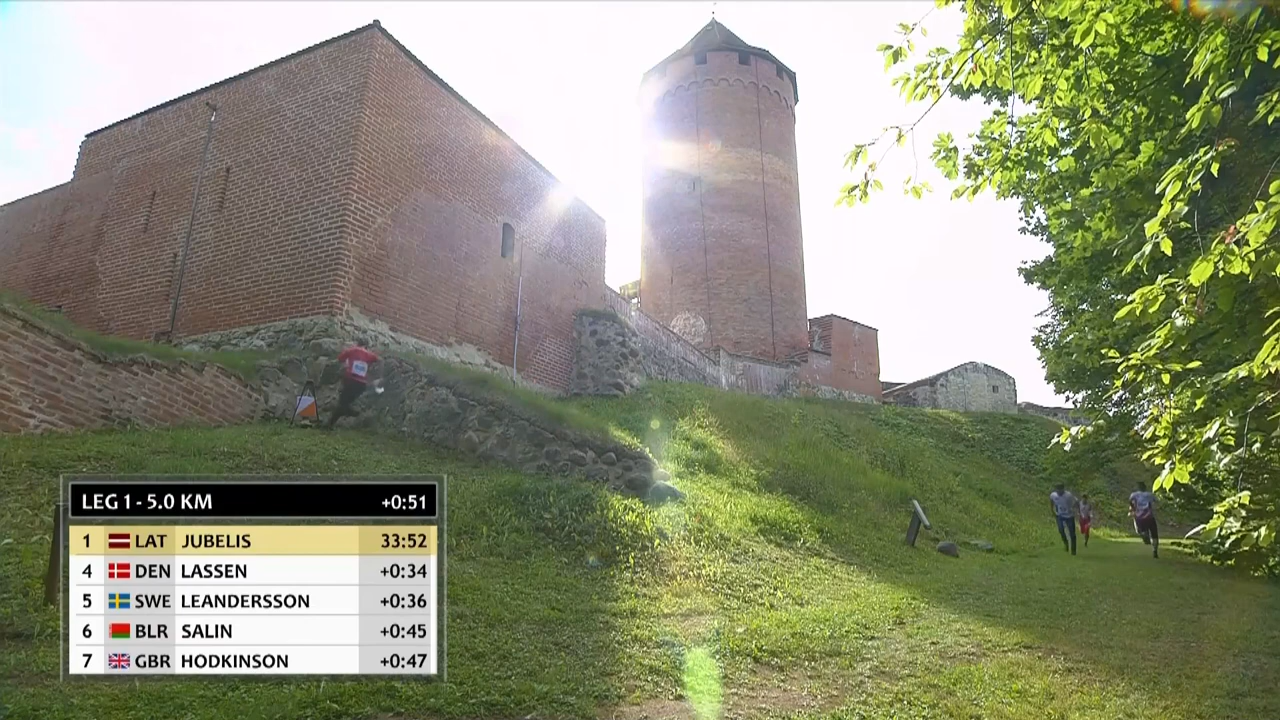 LEG 1 - 5.0 KM +0:51
1 LAT JUBELIS 33:52
4 DEN LASSEN +0:34
5 SWE LEANDERSSON +0:36
6 BLR SALIN +0:45
7 GBR HODKINSON +0:47